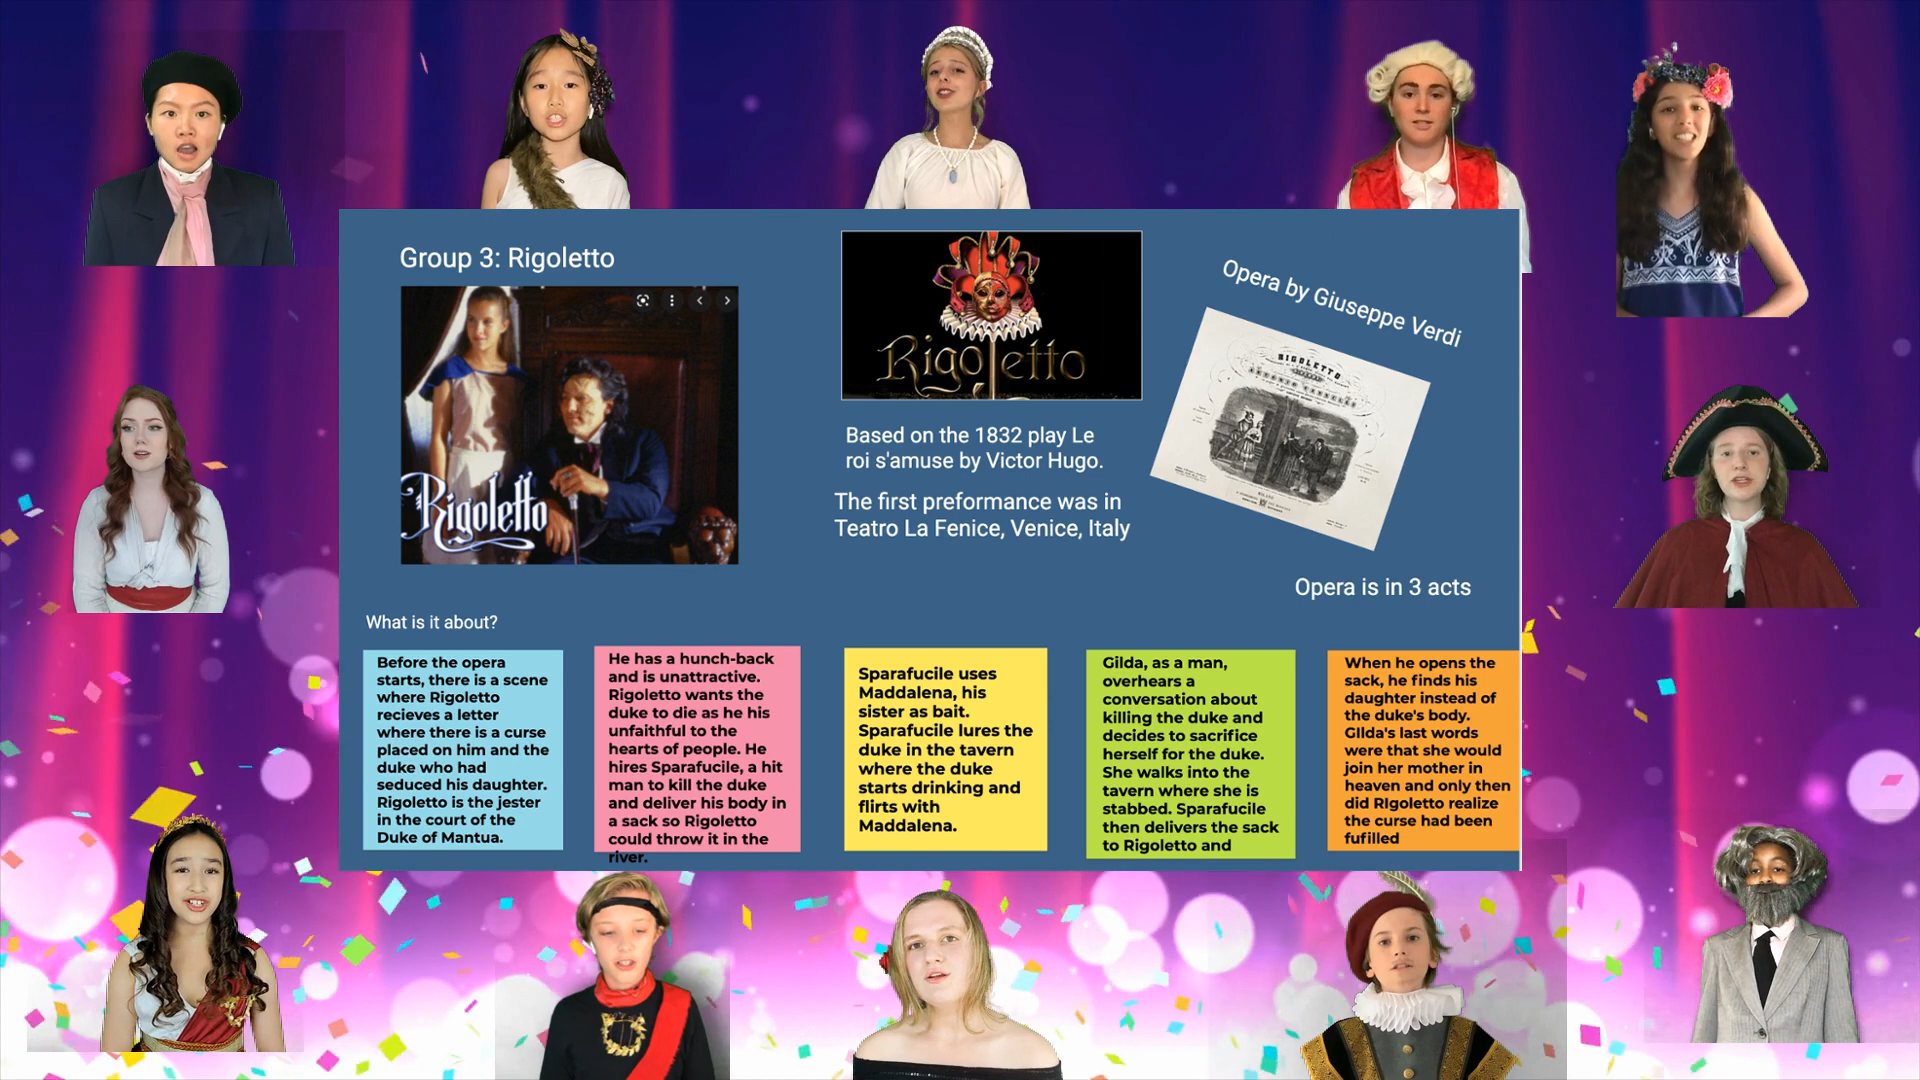 Group 3: Rigoletto
Rigoletto
Rigoletto
Opera by Giuseppe Verdi
RIGOLETTO
Based on the 1832 play Le
roi s'amuse by Victor Hugo.
The first preformance was in
Teatro La Fenice, Venice, Italy
Opera is in 3 acts
What is it about?
Before the opera
starts, there is a scene
where Rigoletto
recieves a letter
where there is a curse
placed on him and the
duke who had
seduced his daughter.
Rigoletto is the jester
in the court of the
Duke of Mantua.
He has a hunch-back
and is unattractive.
Rigoletto wants the
duke to die as he his
unfaithful to the
hearts of people. He
hires Sparafucile, a hit
man to kill the duke
and deliver his body in
a sack so Rigoletto
could throw it in the
river.
Sparafucile uses
Maddalena, his
sister as bait.
Sparafucile lures the
duke in the tavern
where the duke
starts drinking and
flirts with
Maddalena.
Gilda, as a man,
overhears a
conversation about
killing the duke and
decides to sacrifice
herself for the duke.
She walks into the
tavern where she is
stabbed. Sparafucile
then delivers the sack
to Rigoletto and
When he opens the
sack, he finds his
daughter instead of
the duke's body.
GIlda's last words
were that she would
join her mother in
heaven and only then
did RIgoletto realize
the curse had been
fufilled